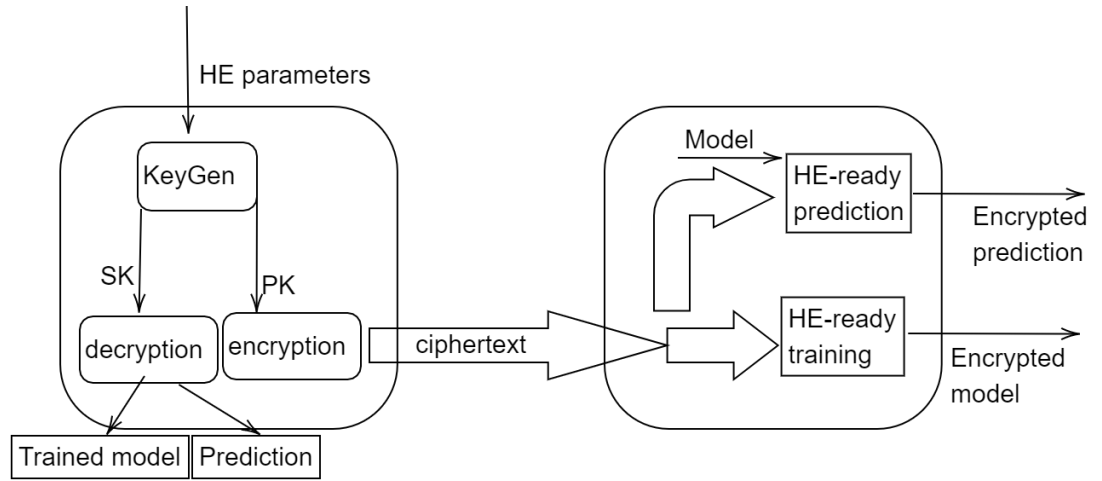 HE parameters
KeyGen
SK
PK
decryption
encryption
Trained model
Prediction
ciphertext
Model
HE-ready
prediction
Encrypted
prediction
HE-ready
training
Encrypted
model